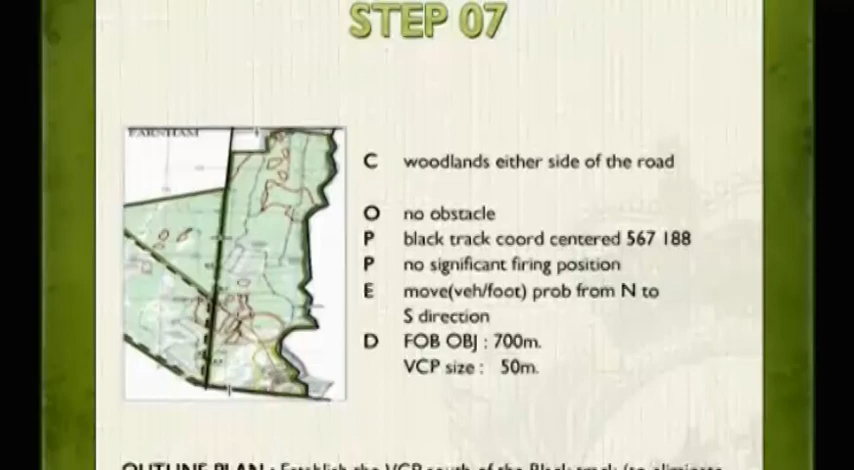 STEP 07
FARNHAM
C woodlands either side of the road
O no obstacle
P black track coord centered 567 188
P no significant firing position
E move(veh/foot) prob from N to
S direction
D FOB OBJ : 700m.
VCP size : 50m.
OUTLINE PLAN : Establish the VCP south of the Black track (to eliminate